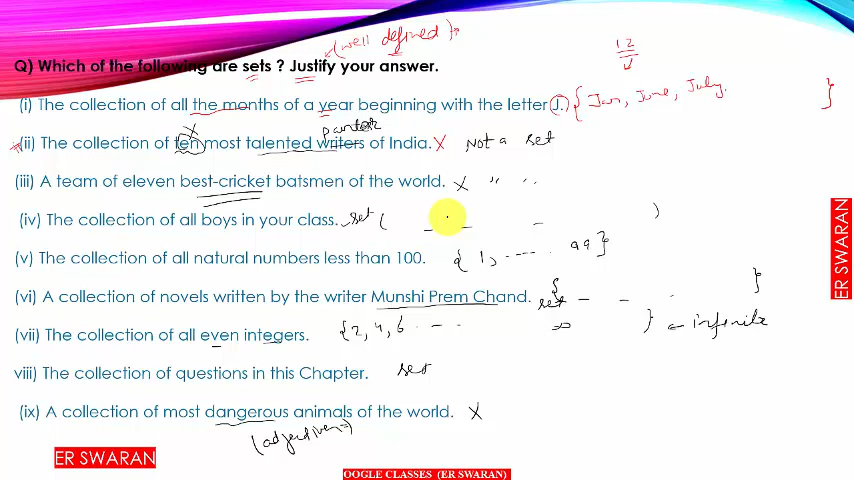 (well defined)
Q) Which of the following are sets ? Justify your answer.
12
(i) The collection of all the months of a year beginning with the letter J. { Jan, June, July. }
X
(ii) The collection of ten most talented writers of India. X Not a set
(iii) A team of eleven best-cricket batsmen of the world. X " "
(iv) The collection of all boys in your class. set ( _ _ - )
(v) The collection of all natural numbers less than 100. { 1, ..... 99 }
(vi) A collection of novels written by the writer Munshi Prem Chand. set { - - . }
(vii) The collection of all even integers. {2, 4, 6 - - - ∞ } ← infinite
viii) The collection of questions in this Chapter. set
(ix) A collection of most dangerous animals of the world. X
ER SWARAN
ER SWARAN
OOGLE CLASSES (ER SWARAN)